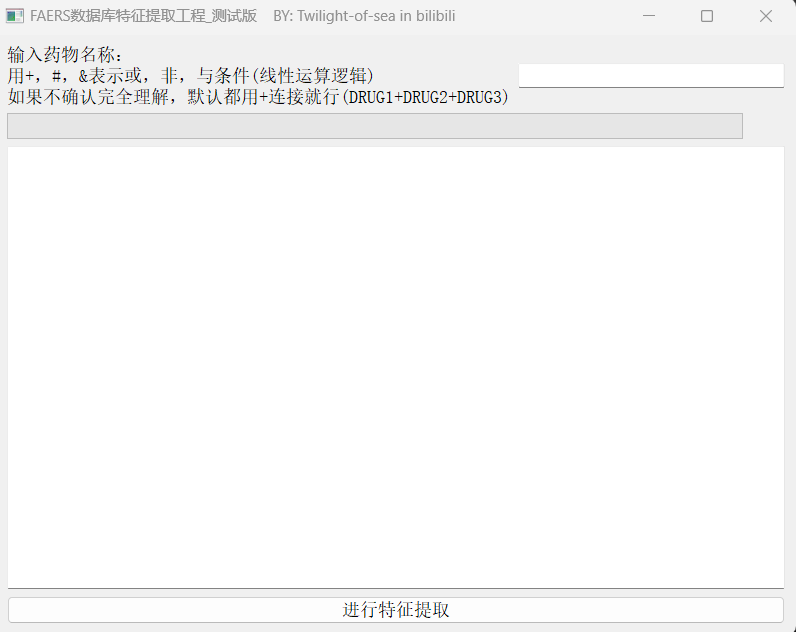 FAERS数据库特征提取工程_测试版 BY: Twilight-of-sea in bilibili
输入药物名称:
用+, #, &表示或, 非, 与条件(线性运算逻辑)
如果不确认完全理解, 默认都用+连接就行(DRUG1+DRUG2+DRUG3)
进行特征提取